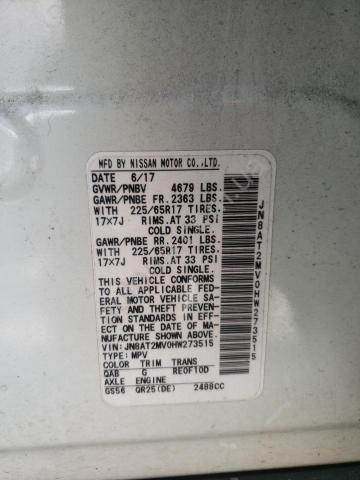 MFD BY NISSAN MOTOR CO.,LTD.
DATE 6/17
GVWR/PNBV 4679 LBS.
GAWR/PNBE FR. 2363 LBS.
WITH 225/65R17 TIRES.
17x7J RIMS.AT 33 PSI
COLD SINGLE.
GAWR/PNBE RR. 2401 LBS.
WITH 225/65R17 TIRES.
17x7J RIMS.AT 33 PSI
COLD SINGLE.
THIS VEHICLE CONFORMS
TO ALL APPLICABLE FED-
ERAL MOTOR VEHICLE SAF-
ETY AND THEFT PREVEN-
TION STANDARDS IN EFF-
ECT ON THE DATE OF MA-
NUFACTURE SHOWN ABOVE.
VIN: JN8AT2MV0HW273515
TYPE: MPV
COLOR TRIM TRANS
QAB G RE0F10D
AXLE ENGINE
GS56 QR25(DE) 2488CC
JN8AT2MV0HW273515